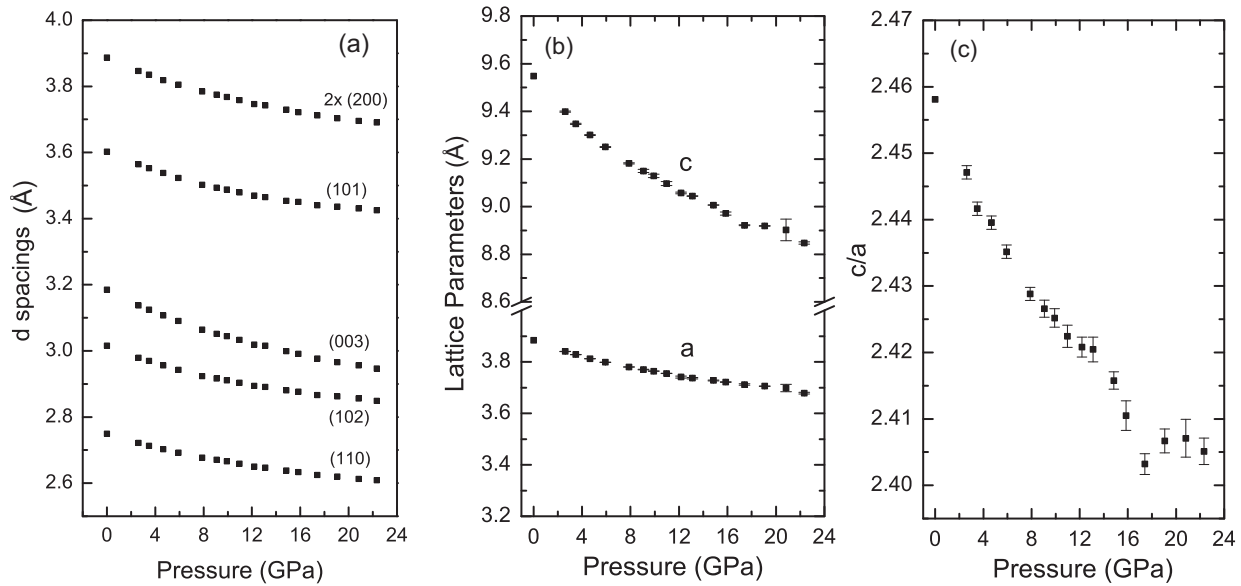 (a)
4.0
3.8
3.6
3.4
3.2
3.0
2.8
2.6
d spacings (Å)
2x (200)
(101)
(003)
(102)
(110)
0 4 8 12 16 20 24
Pressure (GPa)
(b)
9.8
9.6
9.4
9.2
9.0
8.8
8.6
3.8
3.6
3.4
3.2
Lattice Parameters (Å)
c
a
0 4 8 12 16 20 24
Pressure (GPa)
(c)
2.47
2.46
2.45
2.44
2.43
2.42
2.41
2.40
c/a
0 4 8 12 16 20 24
Pressure (GPa)